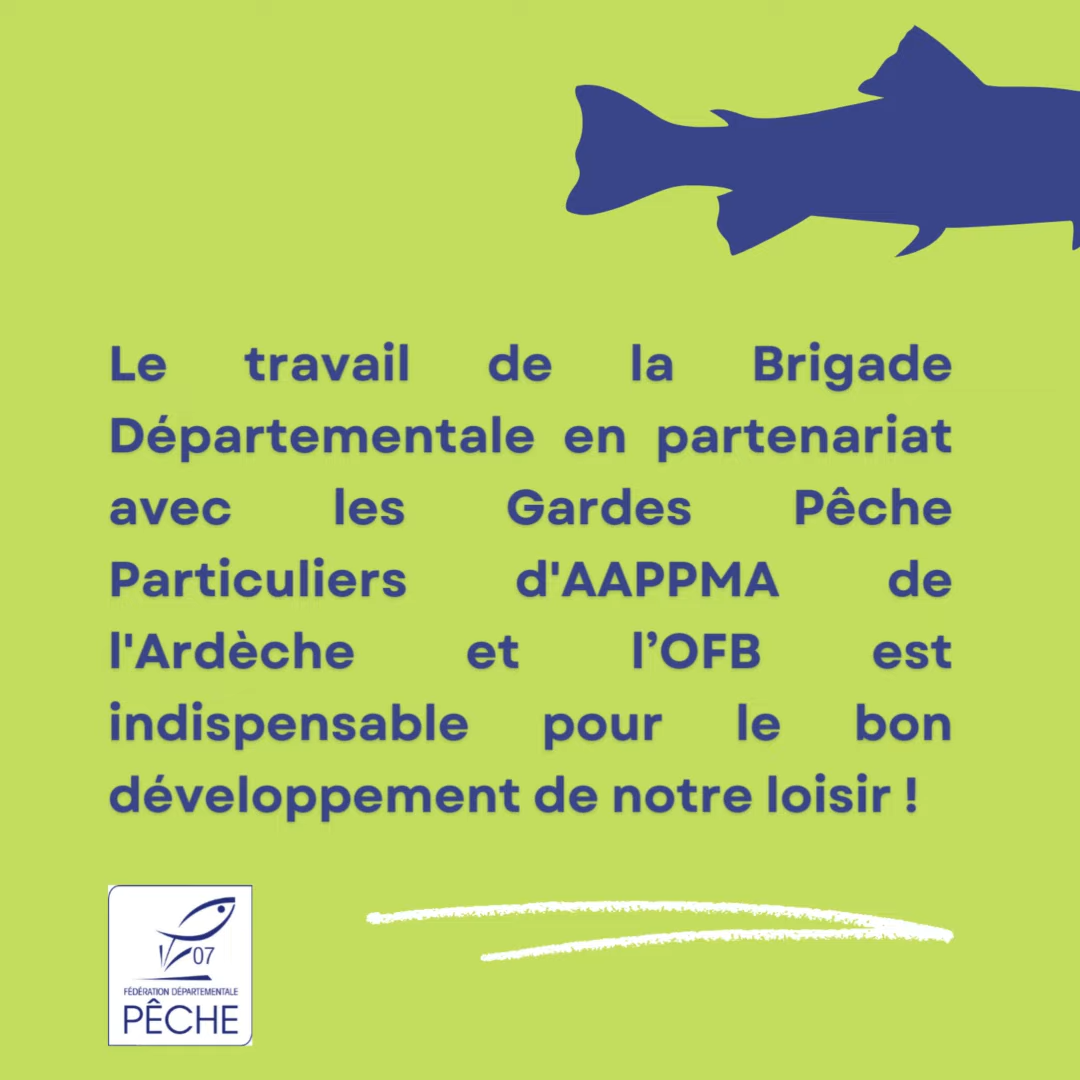 Le travail de la Brigade
Départementale en partenariat
avec les Gardes Pêche
Particuliers d'AAPPMA de
l'Ardèche et l’OFB est
indispensable pour le bon
développement de notre loisir !
07
FÉDÉRATION DÉPARTEMENTALE
PÊCHE